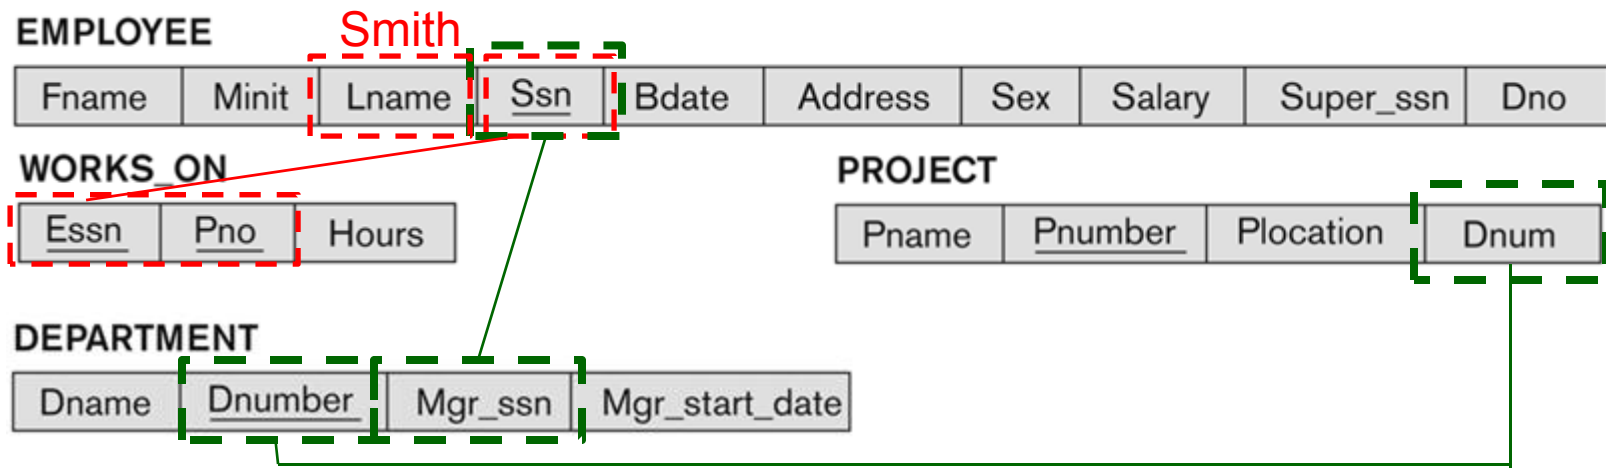 EMPLOYEE
Smith
Fname Minit Lname Ssn Bdate Address Sex Salary Super_ssn Dno
WORKS_ON
Essn Pno Hours
PROJECT
Pname Pnumber Plocation Dnum
DEPARTMENT
Dname Dnumber Mgr_ssn Mgr_start_date